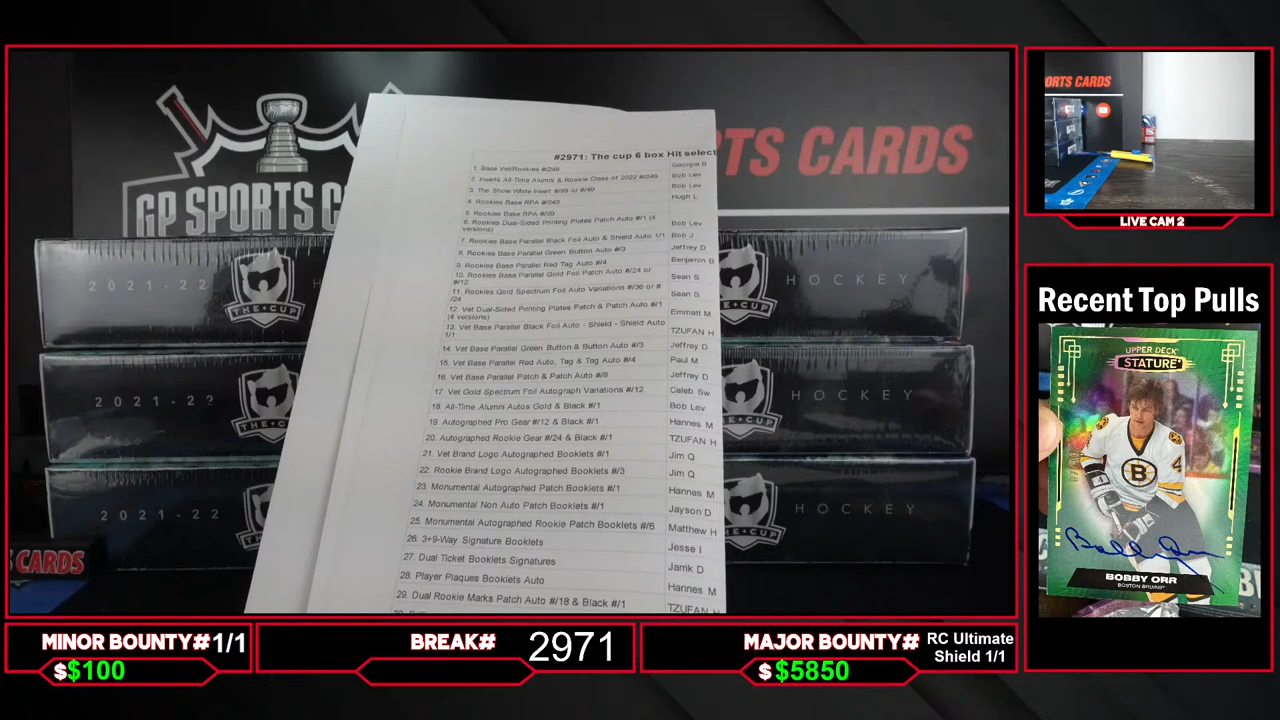 GP SPORTS C
RTS CARDS
#2971: The cup 6 box Hit select
1. Base Vet/Rookies #/249 Georgia B
2. Inserts All-Time Alumni & Rookie Class of 2022 #/249 Bob Lev
3. The Show White Insert #/99 or #/49 Bob Lev
4. Rookies Base RPA #/249 Hugh L
5. Rookies Base RPA #/99
6. Rookies Dual-Sided Printing Plates Patch Auto #/1 (4 versions) Bob Lev
7. Rookies Base Parallel Black Foil Auto & Shield Auto 1/1 Bob J
8. Rookies Base Parallel Green Button Auto #/3 Jeffrey D
9. Rookies Base Parallel Red Tag Auto #/4 Benjamin B
10. Rookies Base Parallel Gold Foil Patch Auto #/24 or #/12 Sean S
11. Rookies Gold Spectrum Foil Auto Variations #/36 or #/24 Sean S
12. Vet Dual-Sided Printing Plates Patch & Patch Auto #/1 (4 versions) Emmett M
13. Vet Base Parallel Black Foil Auto - Shield - Shield Auto 1/1 TZUFAN H
14. Vet Base Parallel Green Button & Button Auto #/3 Jeffrey D
15. Vet Base Parallel Red Auto, Tag & Tag Auto #/4 Paul M
16. Vet Base Parallel Patch & Patch Auto #/8 Jeffrey D
17. Vet Gold Spectrum Foil Autograph Variations #/12 Caleb Sw
18. All-Time Alumni Autos Gold & Black #/1 Bob Lev
19. Autographed Pro Gear #/12 & Black #/1 Hannes M
20. Autographed Rookie Gear #/24 & Black #/1 TZUFAN H
21. Vet Brand Logo Autographed Booklets #/1 Jim Q
22. Rookie Brand Logo Autographed Booklets #/3 Jim Q
23. Monumental Autographed Patch Booklets #/1 Hannes M
24. Monumental Non Auto Patch Booklets #/1 Jayson D
25. Monumental Autographed Rookie Patch Booklets #/6 Matthew H
26. 3+9-Way Signature Booklets Jesse I
27. Dual Ticket Booklets Signatures Jarrik D
28. Player Plaques Booklets Auto Hannes M
29. Dual Rookie Marks Patch Auto #/18 & Black #/1 TZUFAN H
2021-22 THE CUP
THE CUP HOCKEY
2021-22
HOCKEY
2021-22 THE CUP
THE CUP HOCKEY
CARDS
ORTS CARDS
LIVE CAM 2
Recent Top Pulls
UPPER DECK
STATURE
B
4
Bobby Orr
BOBBY ORR
BOSTON BRUINS
MINOR BOUNTY# 1/1
$$100
BREAK# 2971
MAJOR BOUNTY# RC Ultimate Shield 1/1
$ $5850